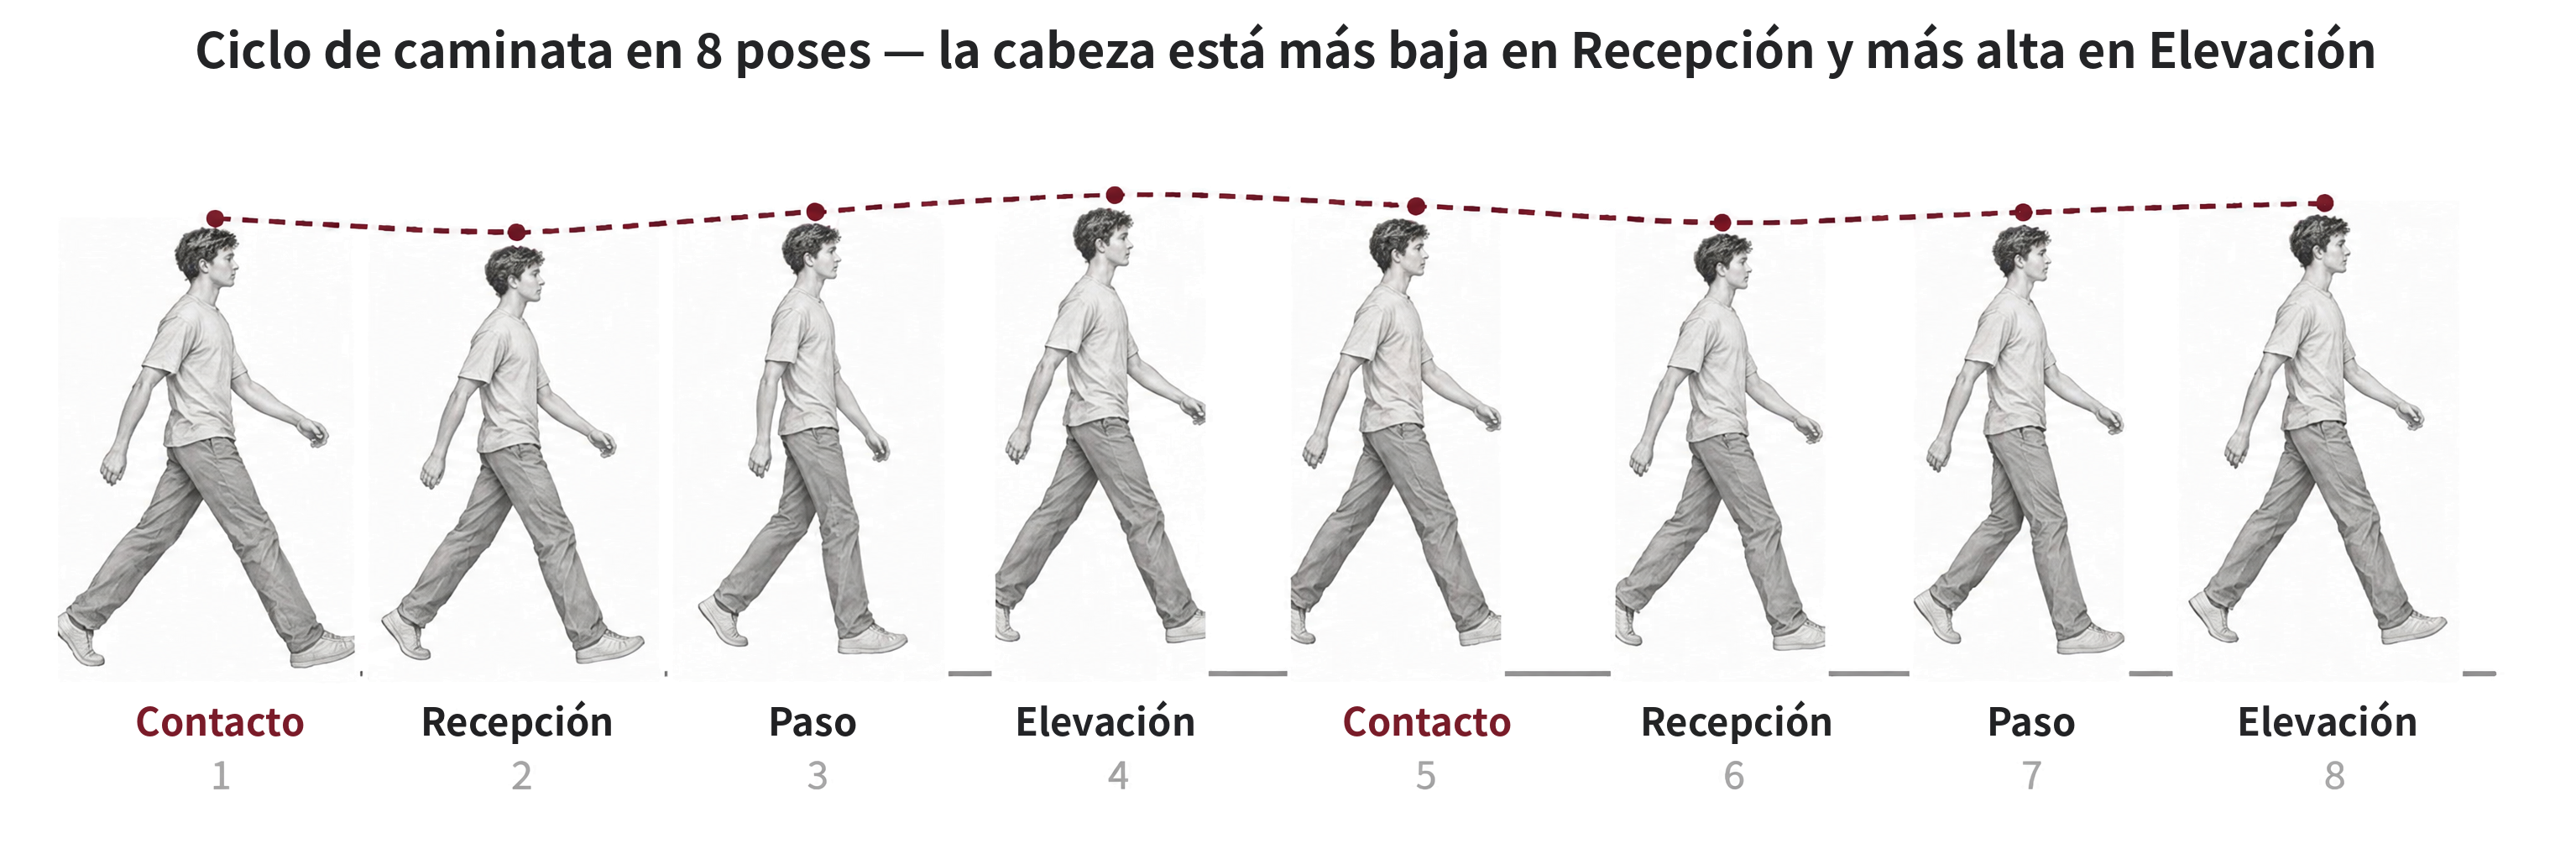 Ciclo de caminata en 8 poses — la cabeza está más baja en Recepción y más alta en Elevación
Contacto Recepción Paso Elevación Contacto Recepción Paso Elevación
1 2 3 4 5 6 7 8